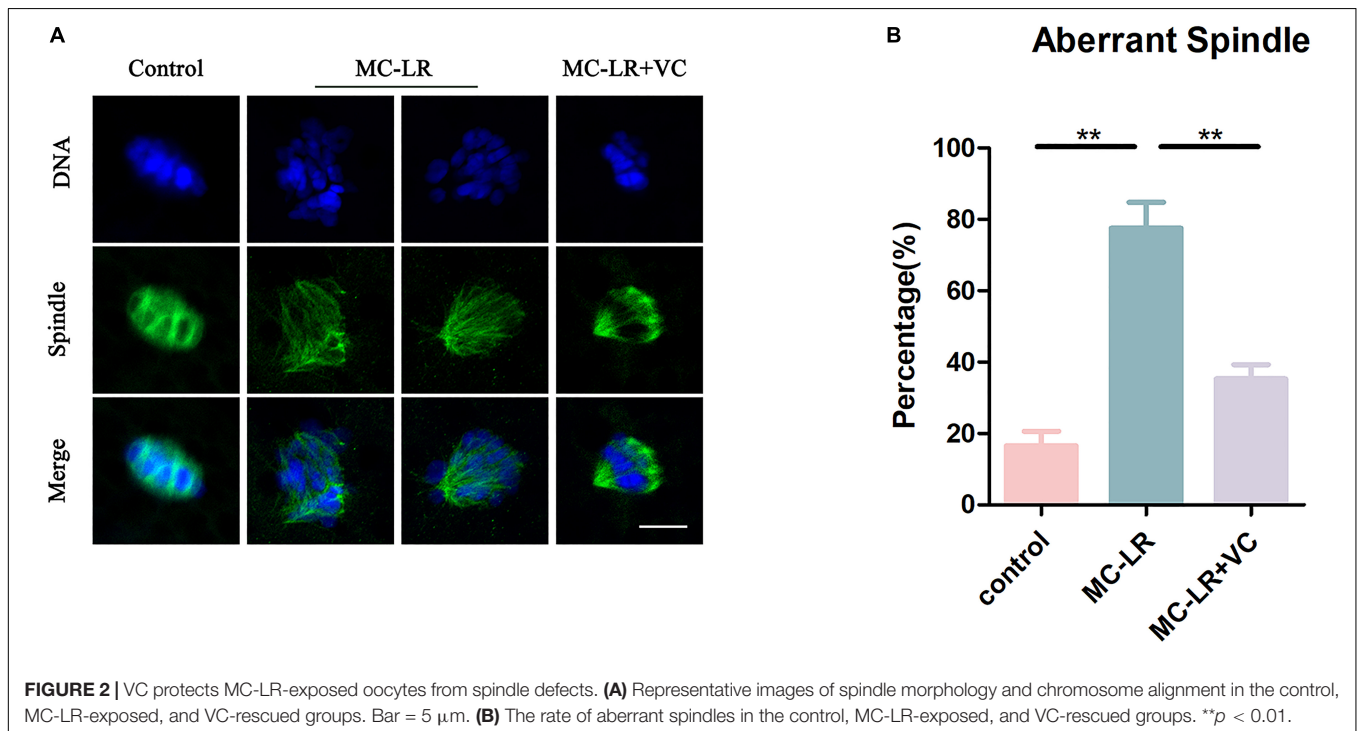 A
Control
MC-LR
MC-LR+VC
DNA
Spindle
Merge
B
Aberrant Spindle
Percentage(%)
100
80
60
40
20
0
**
**
control
MC-LR
MC-LR+VC
FIGURE 2 | VC protects MC-LR-exposed oocytes from spindle defects. (A) Representative images of spindle morphology and chromosome alignment in the control,
MC-LR-exposed, and VC-rescued groups. Bar = 5 μm. (B) The rate of aberrant spindles in the control, MC-LR-exposed, and VC-rescued groups. **p < 0.01.